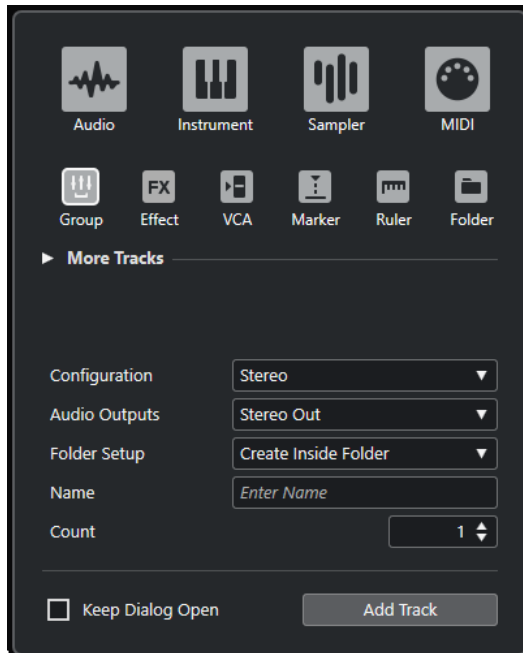 Audio Instrument Sampler MIDI
FX
Group Effect VCA Marker Ruler Folder
More Tracks
Configuration Stereo
Audio Outputs Stereo Out
Folder Setup Create Inside Folder
Name Enter Name
Count 1
Keep Dialog Open Add Track